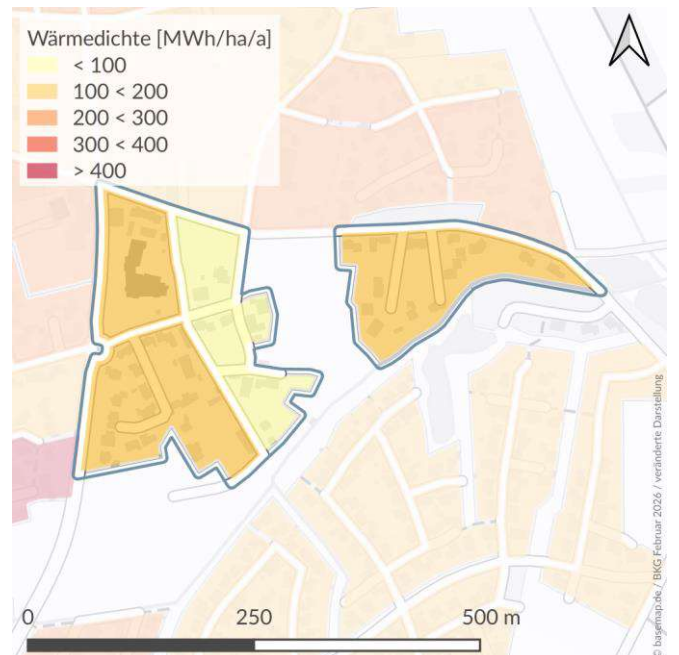 Wärmedichte [MWh/ha/a]
< 100
100 < 200
200 < 300
300 < 400
> 400
© basemap.de / BKG Februar 2026 / veränderte Darstellung
0 250 500 m